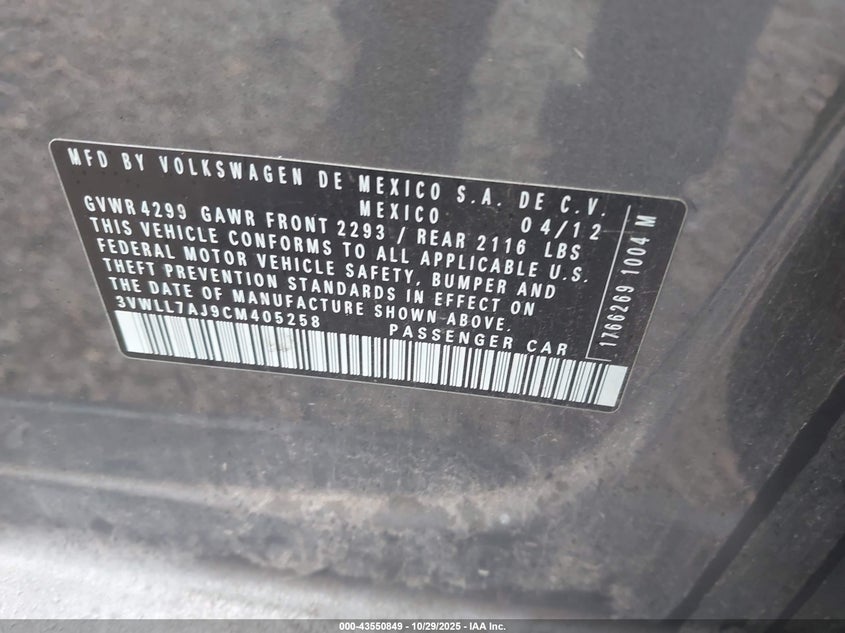 MFD BY VOLKSWAGEN DE MEXICO S.A. DE C.V.
MEXICO 04/12
GVWR 4299 GAWR FRONT 2293 / REAR 2116 LBS
THIS VEHICLE CONFORMS TO ALL APPLICABLE U.S.
FEDERAL MOTOR VEHICLE SAFETY, BUMPER AND
THEFT PREVENTION STANDARDS IN EFFECT ON
THE DATE OF MANUFACTURE SHOWN ABOVE.
3VWLL7AJ9CM405258 PASSENGER CAR
1766269 1004 M
000-43550849 - 10/29/2025 - IAA Inc.